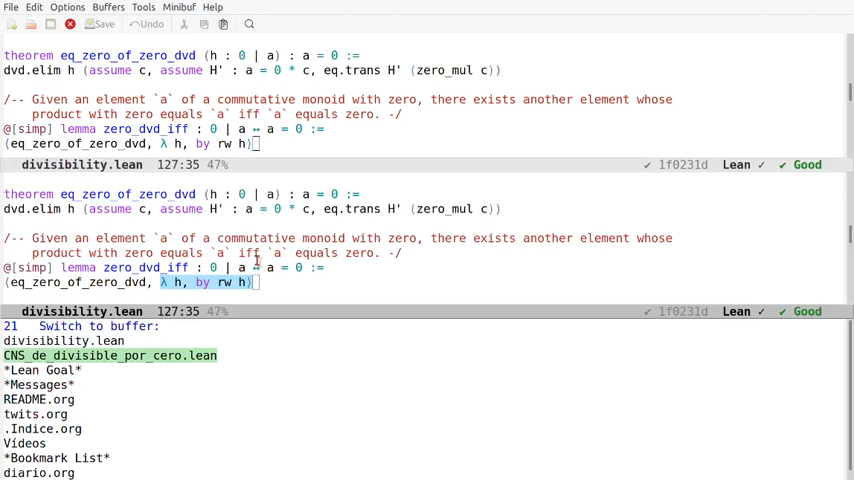 File Edit Options Buffers Tools Minibuf Help
Save Undo
theorem eq_zero_of_zero_dvd (h : 0 | a) : a = 0 :=
dvd.elim h (assume c, assume H' : a = 0 * c, eq.trans H' (zero_mul c))
/-- Given an element `a` of a commutative monoid with zero, there exists another element whose
product with zero equals `a` iff `a` equals zero. -/
@[simp] lemma zero_dvd_iff : 0 | a ↔ a = 0 :=
⟨eq_zero_of_zero_dvd, λ h, by rw h⟩
divisibility.lean 127:35 47% ✔ 1f0231d Lean ✓ ✔ Good
theorem eq_zero_of_zero_dvd (h : 0 | a) : a = 0 :=
dvd.elim h (assume c, assume H' : a = 0 * c, eq.trans H' (zero_mul c))
/-- Given an element `a` of a commutative monoid with zero, there exists another element whose
product with zero equals `a` iff `a` equals zero. -/
@[simp] lemma zero_dvd_iff : 0 | a ↔ a = 0 :=
⟨eq_zero_of_zero_dvd, λ h, by rw h⟩
divisibility.lean 127:35 47% ✔ 1f0231d Lean ✓ ✔ Good
21 Switch to buffer:
divisibility.lean
CNS_de_divisible_por_cero.lean
*Lean Goal*
*Messages*
README.org
twits.org
.Indice.org
Vídeos
*Bookmark List*
diario.org